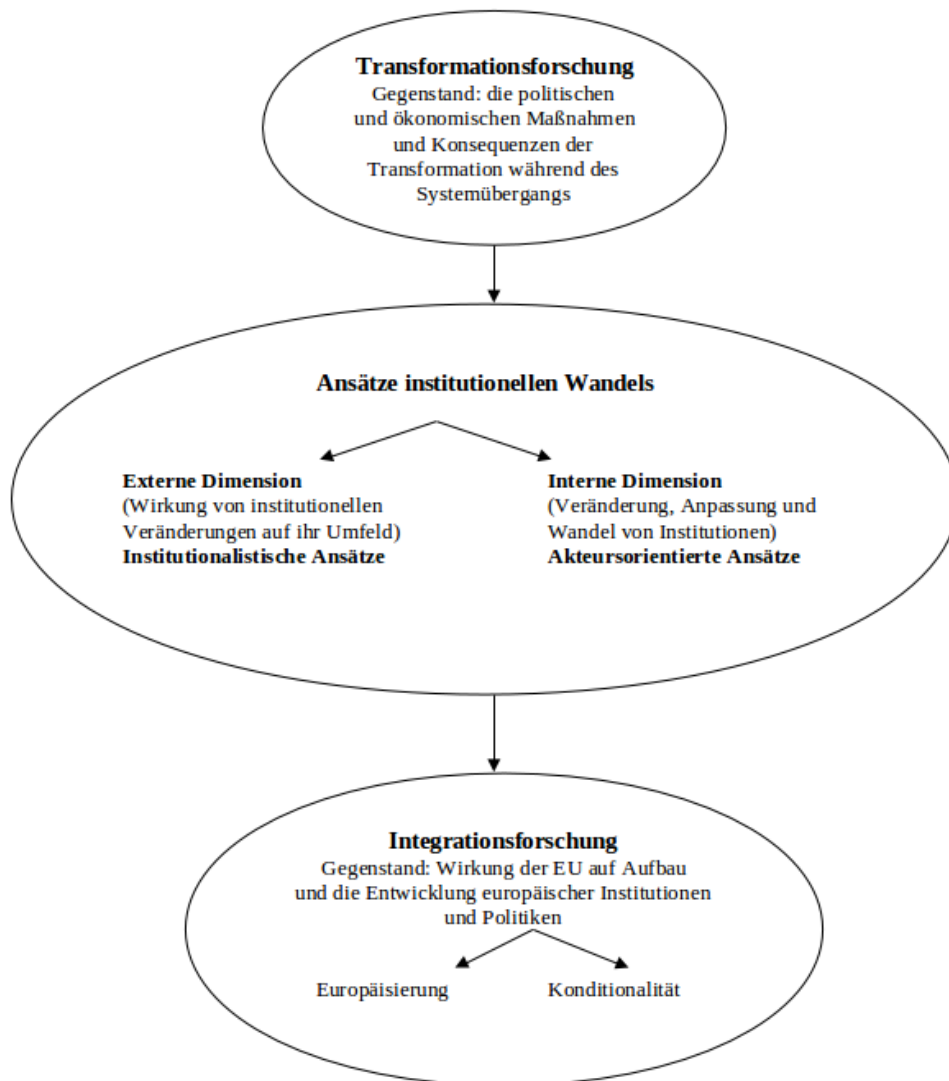 Transformationsforschung
Gegenstand: die politischen
und ökonomischen Maßnahmen
und Konsequenzen der
Transformation während des
Systemübergangs
Ansätze institutionellen Wandels
Externe Dimension
(Wirkung von institutionellen
Veränderungen auf ihr Umfeld)
Institutionalistische Ansätze
Interne Dimension
(Veränderung, Anpassung und
Wandel von Institutionen)
Akteursorientierte Ansätze
Integrationsforschung
Gegenstand: Wirkung der EU auf Aufbau
und die Entwicklung europäischer Institutionen
und Politiken
Europäisierung
Konditionalität